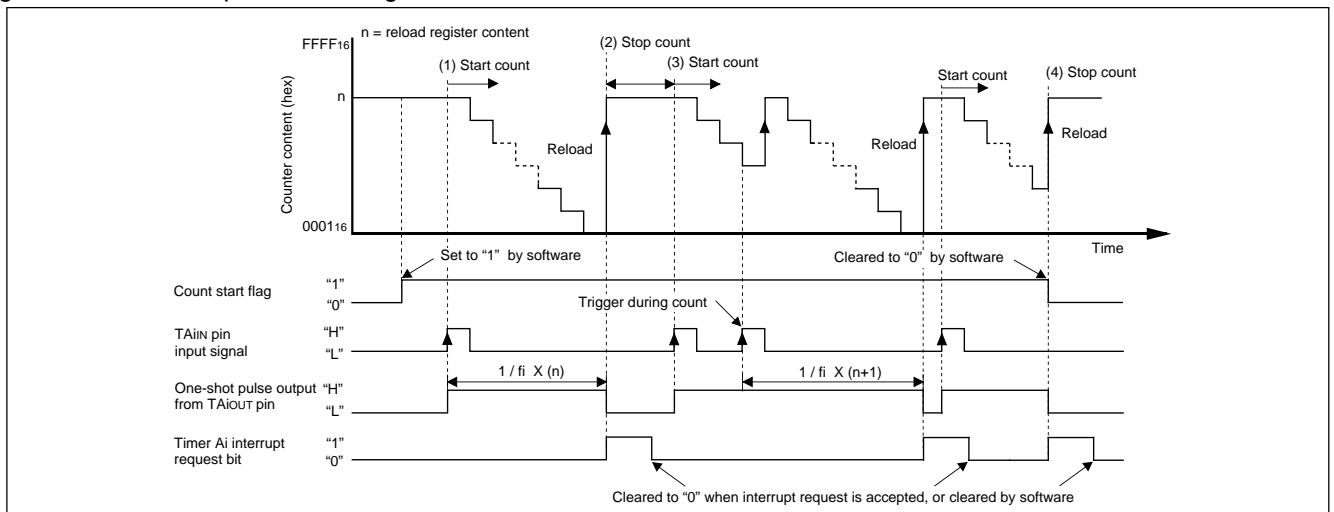 n = reload register content
FFFF16
(1) Start count
(2) Stop count
(3) Start count
Start count
(4) Stop count
n
Counter content (hex)
Reload
Reload
Reload
000116
Time
Set to “1” by software
Cleared to “0” by software
Count start flag
“1”
“0”
Trigger during count
TAiIN pin
input signal
“H”
“L”
1 / fi X (n)
1 / fi X (n+1)
One-shot pulse output
from TAiOUT pin
“H”
“L”
Timer Ai interrupt
request bit
“1”
“0”
Cleared to “0” when interrupt request is accepted, or cleared by software